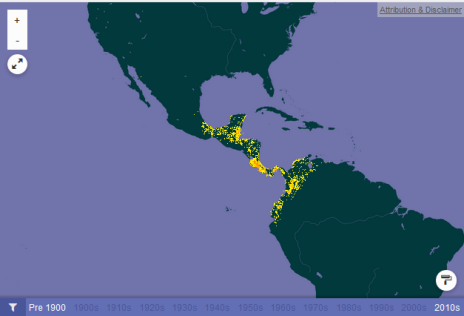 Attribution & Disclaimer
+
-
Pre 1900 1900s 1910s 1920s 1930s 1940s 1950s 1960s 1970s 1980s 1990s 2000s 2010s